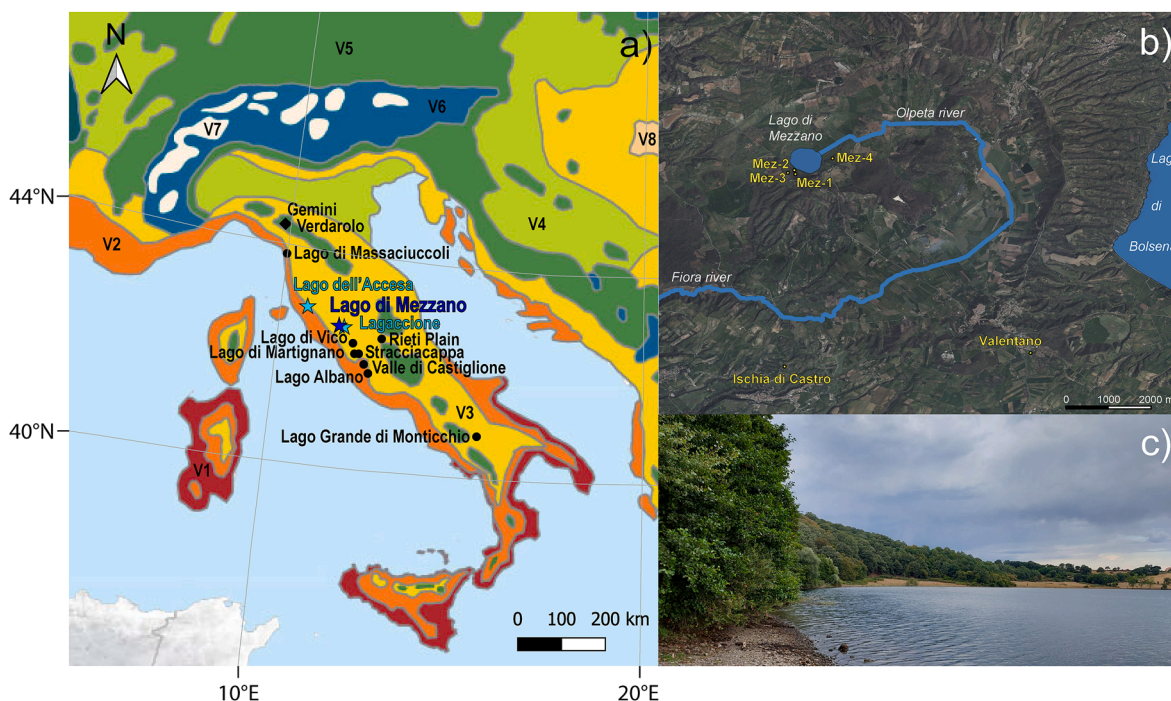 N
a)
V5
V6
V7
V8
44°N
Gemini
Verdarolo
V4
V2
Lago di Massaciuccoli
Lago dell'Accesa
Lago di Mezzano
Lagaccione
Lago di Vico
Rieti Plain
Lago di Martignano
Stracciacappa
Valle di Castiglione
Lago Albano
V3
40°N
Lago Grande di Monticchio
V1
0 100 200 km
10°E
20°E
b)
Olpeta river
Lago di
Mezzano
Mez-2
Mez-4
Mez-3
Mez-1
Lago
di
Bolsena
Fiora river
Valentano
Ischia di Castro
0 1000 2000 m
c)